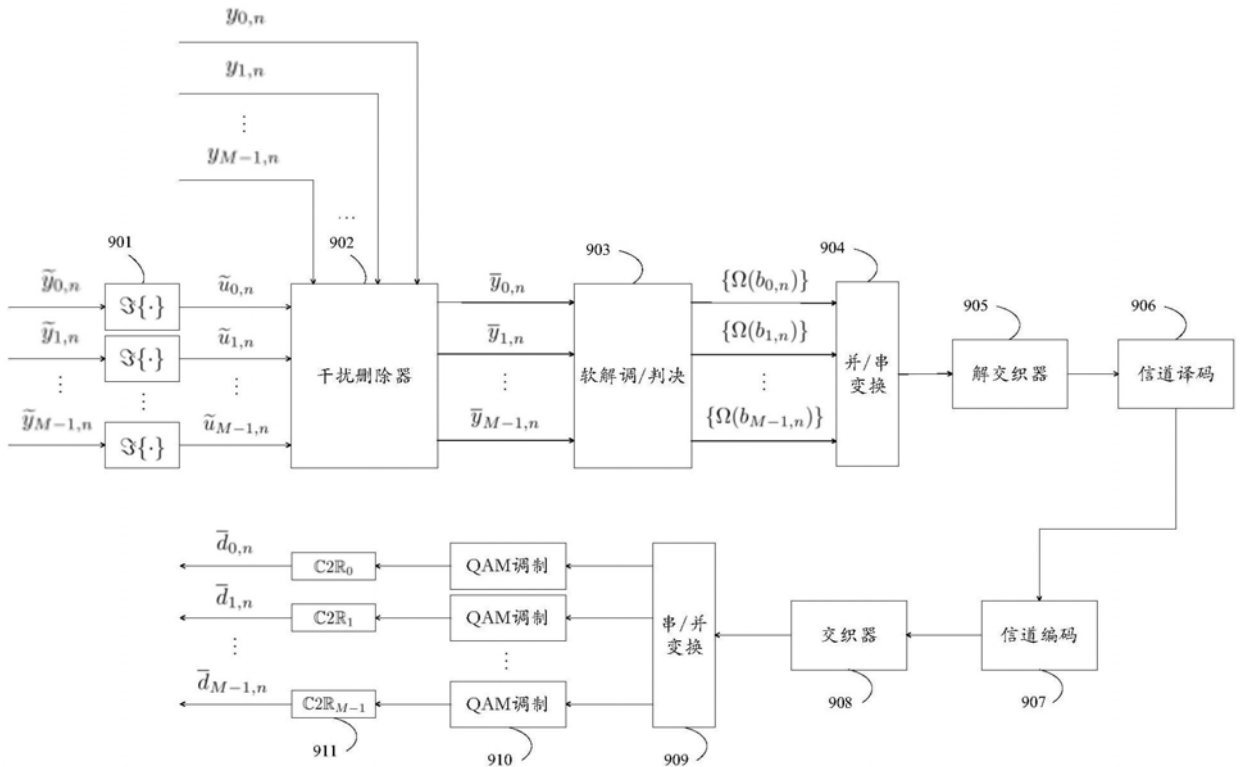 y_{0,n}
y_{1,n}
⋮
y_{M−1,n}
…
901
902
903
904
905
906
ỹ_{0,n}
ℑ{·}
ũ_{0,n}
ȳ_{0,n}
{Ω(b_{0,n})}
ỹ_{1,n}
ℑ{·}
ũ_{1,n}
ȳ_{1,n}
{Ω(b_{1,n})}
⋮
⋮
⋮
⋮
⋮
ỹ_{M−1,n}
ℑ{·}
ũ_{M−1,n}
ȳ_{M−1,n}
{Ω(b_{M−1,n})}
干扰删除器
软解调/判决
并/串
变换
解交织器
信道译码
d̄_{0,n}
ℂ2ℝ_0
QAM调制
d̄_{1,n}
ℂ2ℝ_1
QAM调制
⋮
⋮
d̄_{M−1,n}
ℂ2ℝ_{M−1}
QAM调制
串/并
变换
交织器
信道编码
911
910
909
908
907